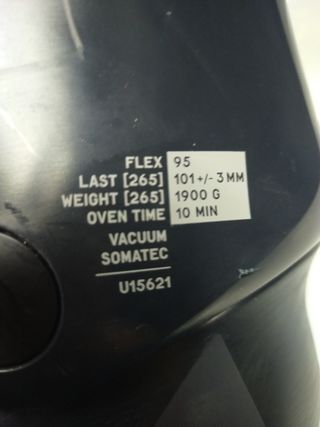 FLEX 95
LAST [265] 101 +/- 3 MM
WEIGHT [265] 1900 G
OVEN TIME 10 MIN
VACUUM
SOMATEC
U15621